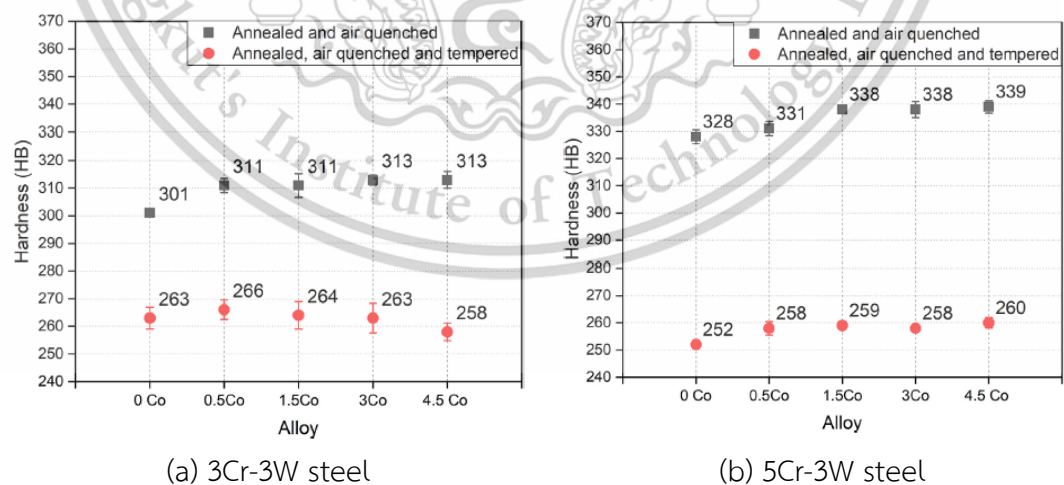 370
360
350
340
330
320
310
300
290
280
270
260
250
240
Hardness (HB)
Annealed and air quenched
Annealed, air quenched and tempered
301
311
311
313
313
263
266
264
263
258
0 Co
0.5Co
1.5Co
3Co
4.5 Co
Alloy
(a) 3Cr-3W steel
370
360
350
340
330
320
310
300
290
280
270
260
250
240
Hardness (HB)
Annealed and air quenched
Annealed, air quenched and tempered
328
331
338
338
339
252
258
259
258
260
0 Co
0.5Co
1.5Co
3Co
4.5 Co
Alloy
(b) 5Cr-3W steel
Institute of Technology